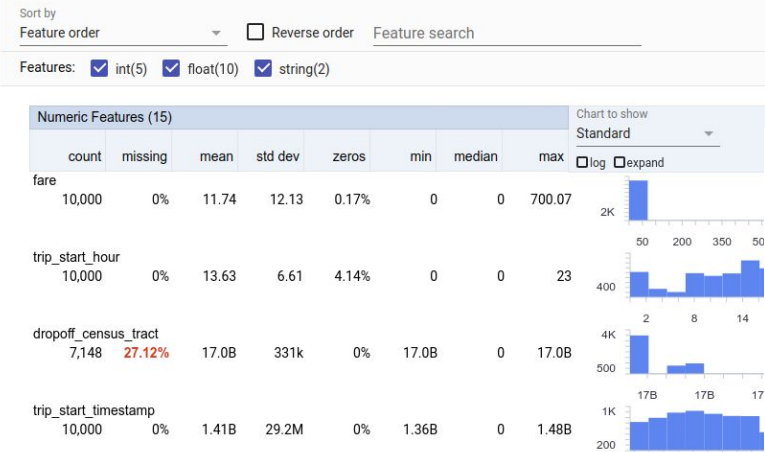 Sort by
Feature order
Reverse order
Feature search
Features: int(5) float(10) string(2)
Numeric Features (15)
Chart to show
Standard
count missing mean std dev zeros min median max
log expand
fare
10,000 0% 11.74 12.13 0.17% 0 0 700.07
2K
50 200 350 50
trip_start_hour
10,000 0% 13.63 6.61 4.14% 0 0 23
400
2 8 14
dropoff_census_tract
7,148 27.12% 17.0B 331k 0% 17.0B 0 17.0B
4K
500
17B 17B 17
trip_start_timestamp
10,000 0% 1.41B 29.2M 0% 1.36B 0 1.48B
1K
200